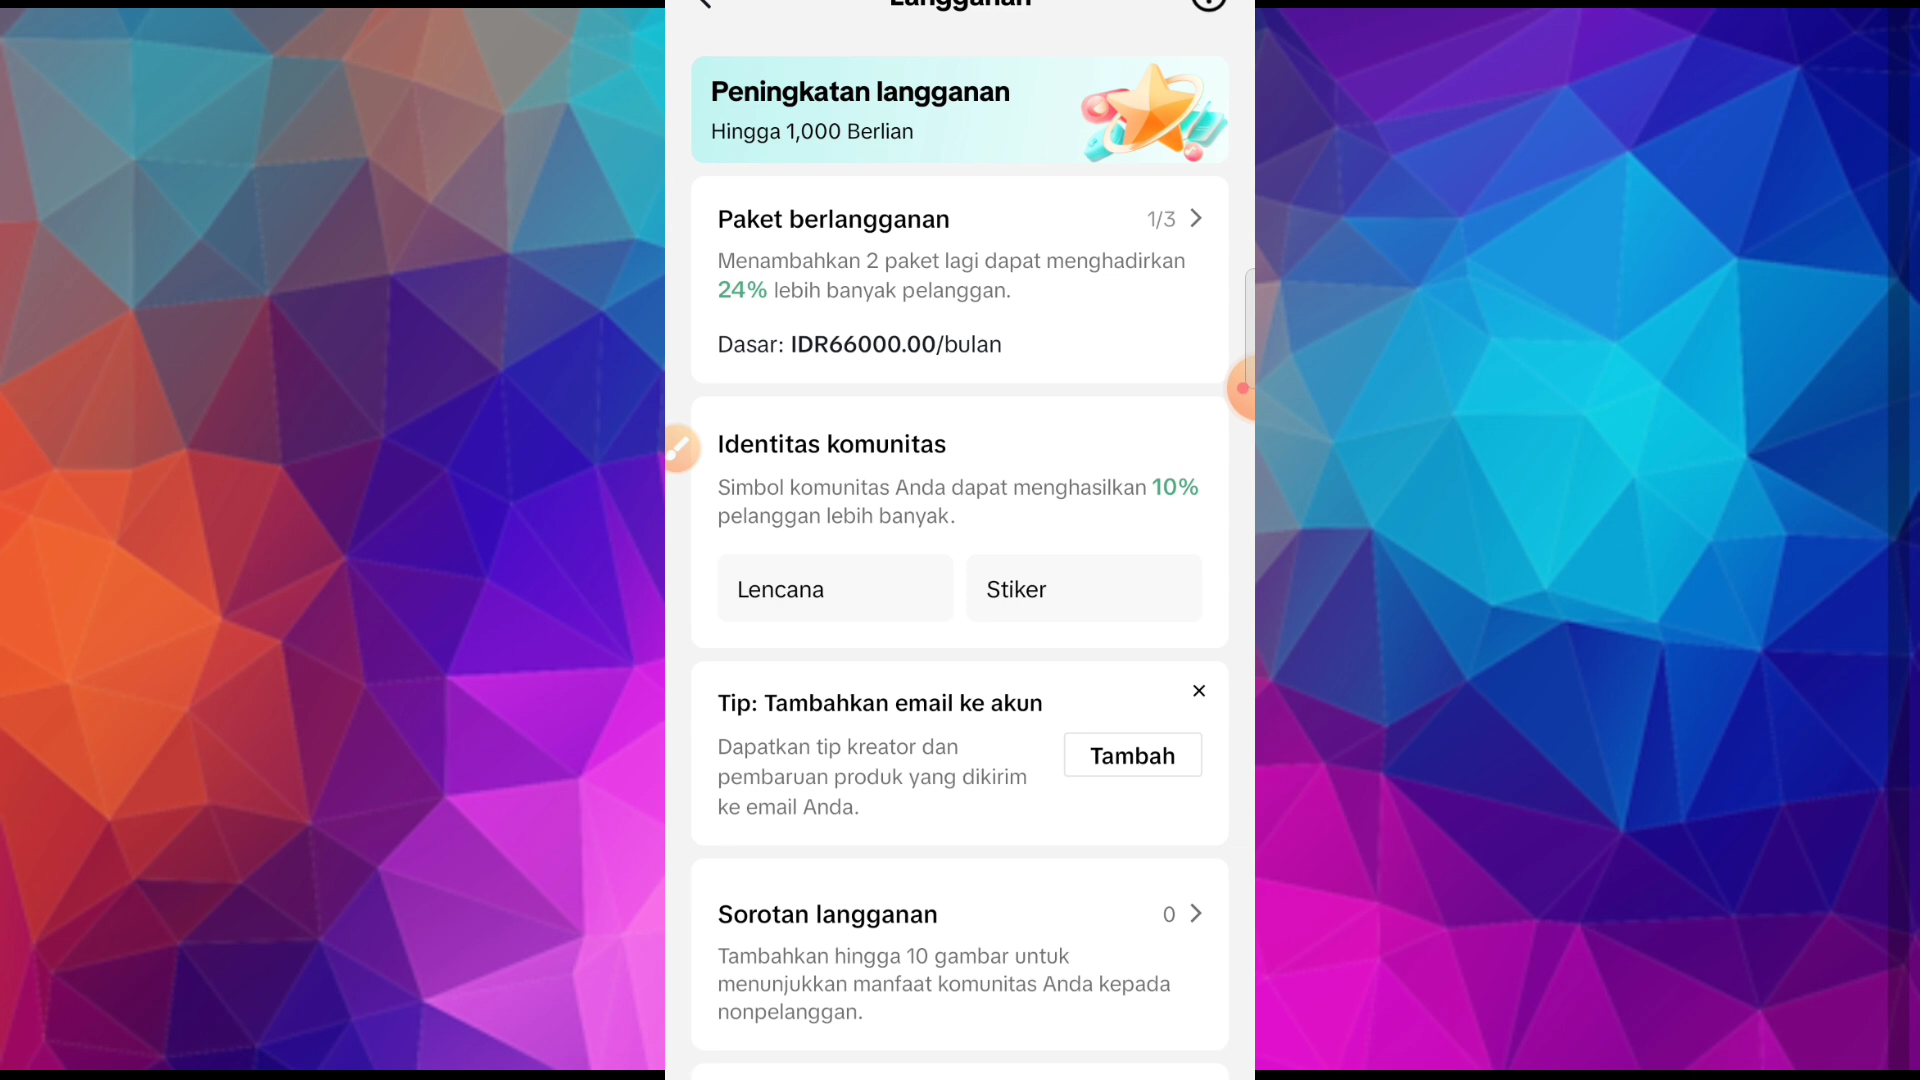 Langganan
Peningkatan langganan
Hingga 1,000 Berlian
Paket berlangganan
1/3
Menambahkan 2 paket lagi dapat menghadirkan
24% lebih banyak pelanggan.
Dasar: IDR66000.00/bulan
Identitas komunitas
Simbol komunitas Anda dapat menghasilkan 10%
pelanggan lebih banyak.
Lencana
Stiker
Tip: Tambahkan email ke akun
Dapatkan tip kreator dan
pembaruan produk yang dikirim
ke email Anda.
Tambah
Sorotan langganan
0
Tambahkan hingga 10 gambar untuk
menunjukkan manfaat komunitas Anda kepada
nonpelanggan.